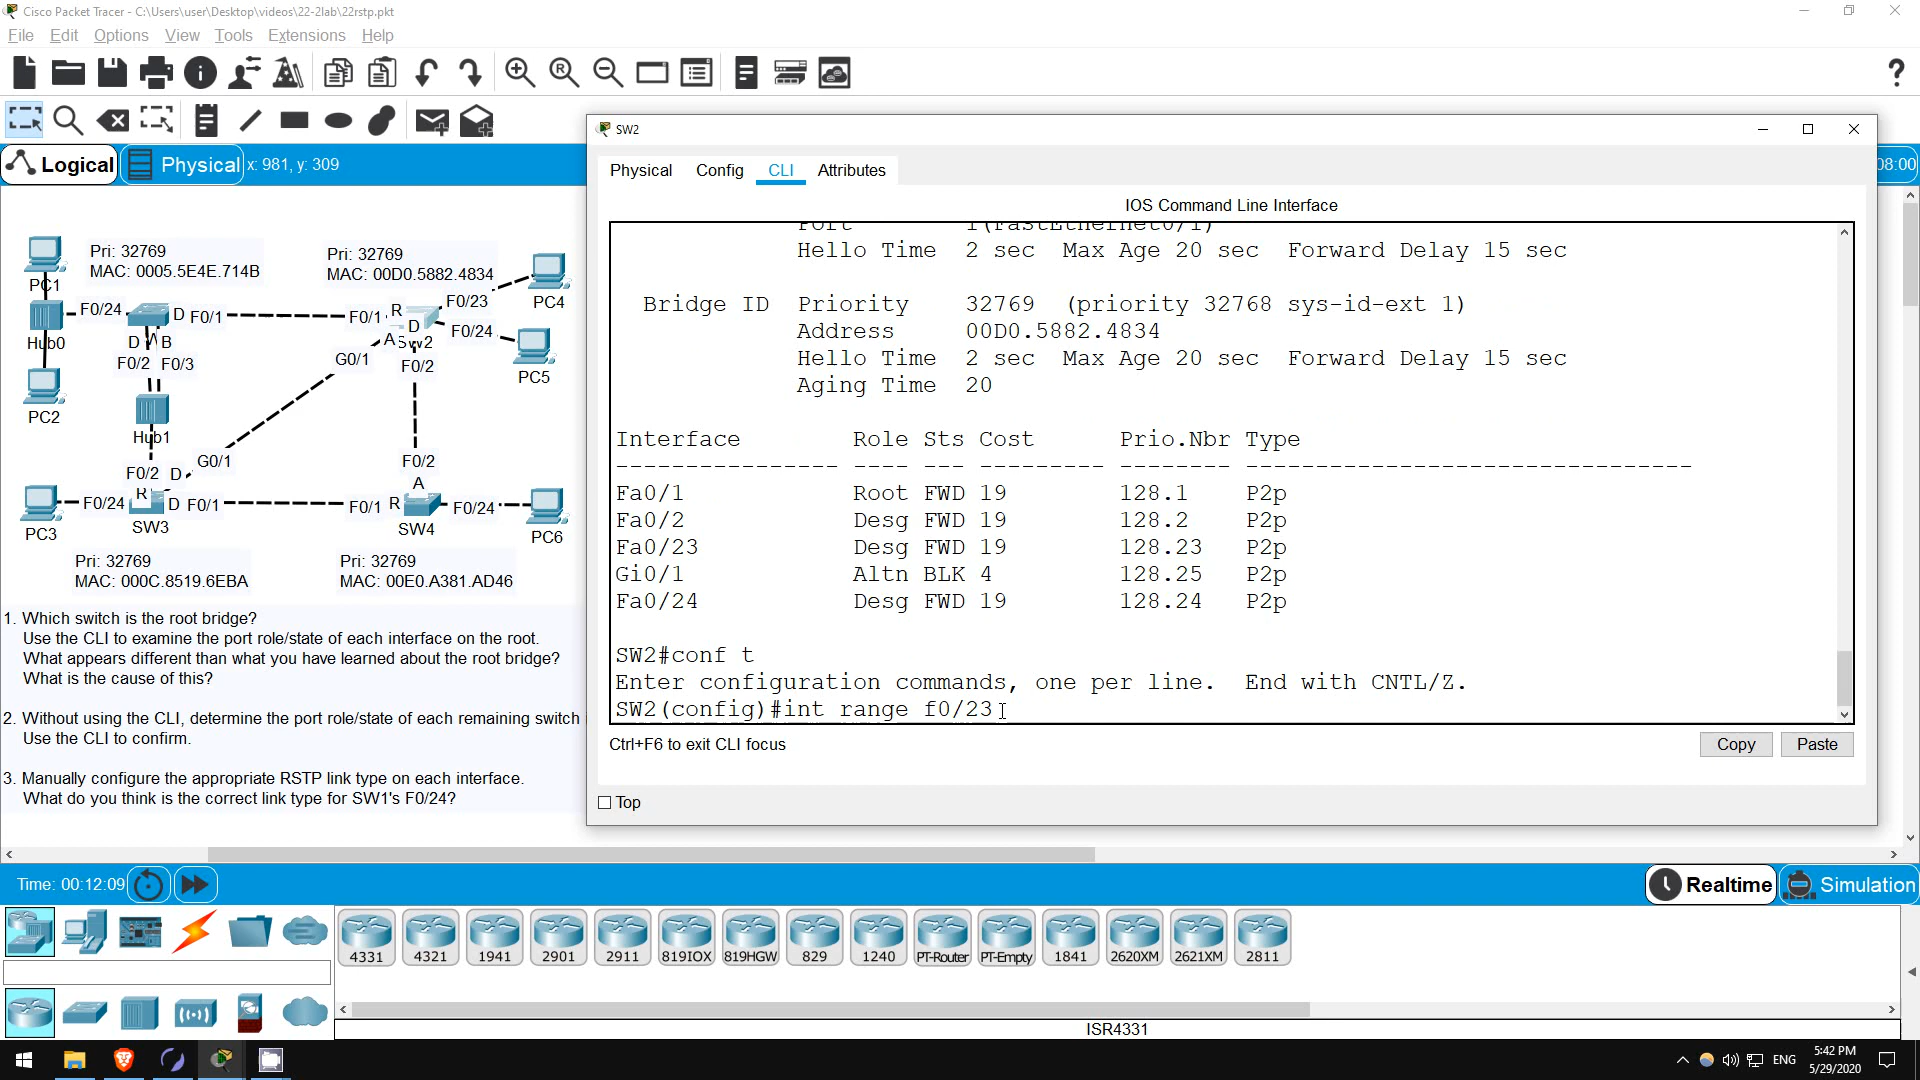 Cisco Packet Tracer - C:\Users\user\Desktop\videos\22-2lab\22rstp.pkt
File Edit Options View Tools Extensions Help
Logical Physical x: 981, y: 309
08:00
Pri: 32769
MAC: 0005.5E4E.714B
Pri: 32769
MAC: 00D0.5882.4834
PC1
F0/24
D F0/1
F0/1
R
F0/23
PC4
Hub0
D
B
D
A
F0/24
F0/2 F0/3
G0/1
F0/2
PC5
PC2
Hub1
F0/2 D
G0/1
F0/2
A
F0/24
R
D F0/1
F0/1 R
F0/24
PC3
SW3
SW4
PC6
Pri: 32769
MAC: 000C.8519.6EBA
Pri: 32769
MAC: 00E0.A381.AD46
1. Which switch is the root bridge?
Use the CLI to examine the port role/state of each interface on the root.
What appears different than what you have learned about the root bridge?
What is the cause of this?
2. Without using the CLI, determine the port role/state of each remaining switch
Use the CLI to confirm.
3. Manually configure the appropriate RSTP link type on each interface.
What do you think is the correct link type for SW1's F0/24?
SW2
Physical Config CLI Attributes
IOS Command Line Interface
Port 1(FastEthernet0/1)
Hello Time 2 sec Max Age 20 sec Forward Delay 15 sec
Bridge ID Priority 32769 (priority 32768 sys-id-ext 1)
Address 00D0.5882.4834
Hello Time 2 sec Max Age 20 sec Forward Delay 15 sec
Aging Time 20
Interface Role Sts Cost Prio.Nbr Type
---------------- ---- --- --------- -------- --------------------------------
Fa0/1 Root FWD 19 128.1 P2p
Fa0/2 Desg FWD 19 128.2 P2p
Fa0/23 Desg FWD 19 128.23 P2p
Gi0/1 Altn BLK 4 128.25 P2p
Fa0/24 Desg FWD 19 128.24 P2p
SW2#conf t
Enter configuration commands, one per line. End with CNTL/Z.
SW2(config)#int range f0/23
Ctrl+F6 to exit CLI focus
Copy Paste
Top
Time: 00:12:09
Realtime Simulation
4331 4321 1941 2901 2911 819IOX 819HGW 829 1240 PT-Router PT-Empty 1841 2620XM 2621XM 2811
ISR4331
ENG
5:42 PM
5/29/2020